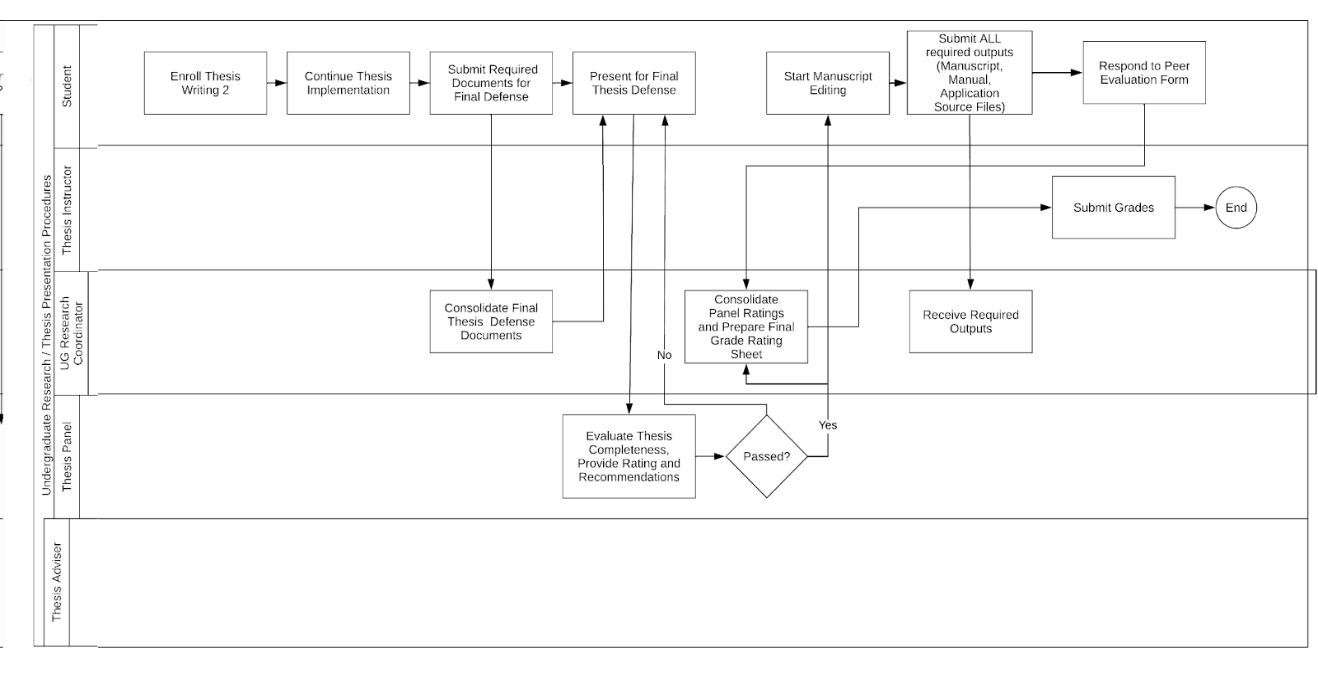 Undergraduate Research / Thesis Presentation Procedures
Student
Enroll Thesis
Writing 2
Continue Thesis
Implementation
Submit Required
Documents for
Final Defense
Present for Final
Thesis Defense
Start Manuscript
Editing
Submit ALL
required outputs
(Manuscript,
Manual,
Application
Source Files)
Respond to Peer
Evaluation Form
Thesis Instructor
Submit Grades
End
UG Research
Coordinator
Consolidate Final
Thesis Defense
Documents
No
Consolidate
Panel Ratings
and Prepare Final
Grade Rating
Sheet
Receive Required
Outputs
Thesis Panel
Evaluate Thesis
Completeness,
Provide Rating and
Recommendations
Passed?
Yes
Thesis Adviser